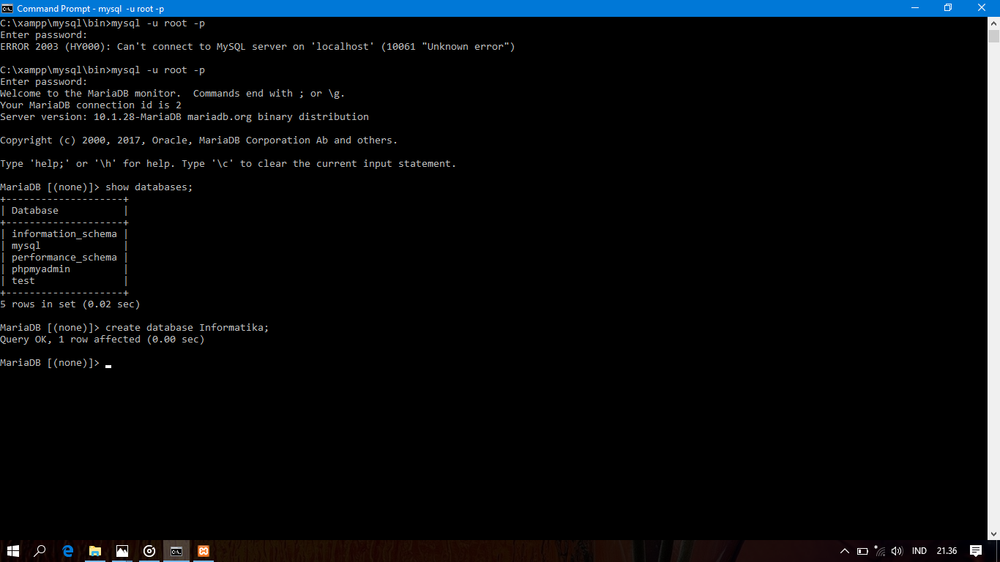 Command Prompt - mysql  -u root -p
C:\xampp\mysql\bin>mysql -u root -p
Enter password:
ERROR 2003 (HY000): Can't connect to MySQL server on 'localhost' (10061 "Unknown error")
C:\xampp\mysql\bin>mysql -u root -p
Enter password:
Welcome to the MariaDB monitor.  Commands end with ; or \g.
Your MariaDB connection id is 2
Server version: 10.1.28-MariaDB mariadb.org binary distribution
Copyright (c) 2000, 2017, Oracle, MariaDB Corporation Ab and others.
Type 'help;' or '\h' for help. Type '\c' to clear the current input statement.
MariaDB [(none)]> show databases;
+--------------------+
| Database           |
+--------------------+
| information_schema |
| mysql              |
| performance_schema |
| phpmyadmin         |
| test               |
+--------------------+
5 rows in set (0.02 sec)
MariaDB [(none)]> create database Informatika;
Query OK, 1 row affected (0.00 sec)
MariaDB [(none)]>
IND 21.36